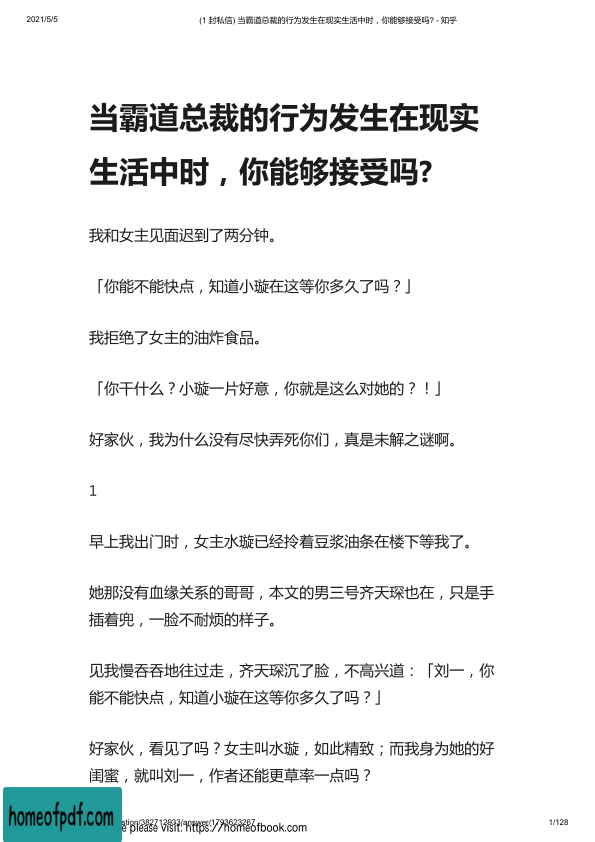 2021/5/5
(1 封私信) 当霸道总裁的行为发生在现实生活中时，你能够接受吗? - 知乎
当霸道总裁的行为发生在现实
生活中时，你能够接受吗?
我和女主见面迟到了两分钟。
「你能不能快点，知道小璇在这等你多久了吗？」
我拒绝了女主的油炸食品。
「你干什么？小璇一片好意，你就是这么对她的？！」
好家伙，我为什么没有尽快弄死你们，真是未解之谜啊。
1
早上我出门时，女主水璇已经拎着豆浆油条在楼下等我了。
她那没有血缘关系的哥哥，本文的男三号齐天琛也在，只是手
插着兜，一脸不耐烦的样子。
见我慢吞吞地往过走，齐天琛沉了脸，不高兴道：「刘一，你
能不能快点，知道小璇在这等你多久了吗？」
好家伙，看见了吗？女主叫水璇，如此精致；而我身为她的好
闺蜜，就叫刘一，作者还能更草率一点吗？
homeofpdf.com
estion/382712933/answer/1793623267
1/128
please visit: https://homeofbook.com